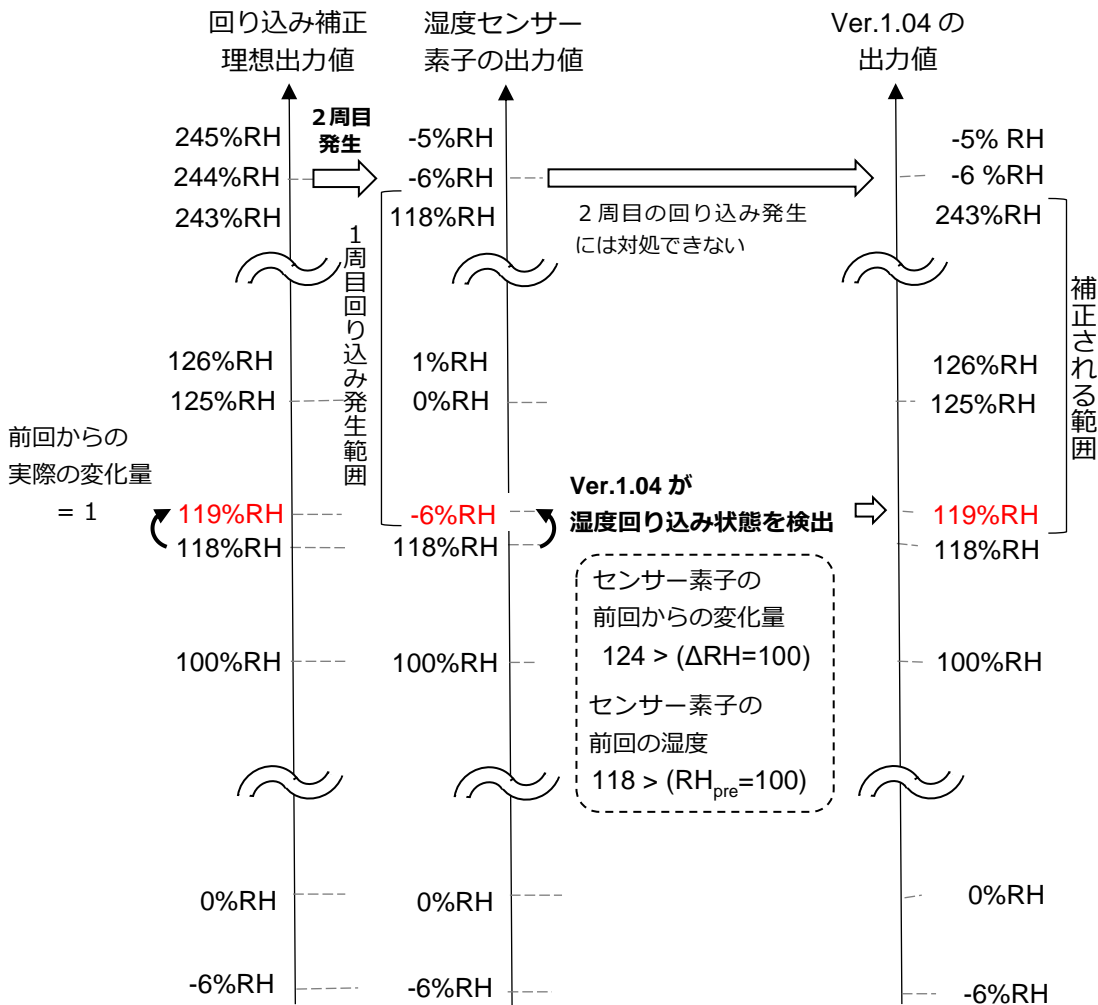 回り込み補正
理想出力値
湿度センサー
素子の出力値
Ver.1.04 の
出力値
２周目
発生
245%RH
244%RH
243%RH
-5%RH
-6%RH
118%RH
２周目の回り込み発生
には対処できない
-5% RH
-6 %RH
243%RH
１周目回り込み発生範囲
補正される範囲
126%RH
125%RH
1%RH
0%RH
126%RH
125%RH
前回からの
実際の変化量
= 1
119%RH
118%RH
-6%RH
118%RH
Ver.1.04 が
湿度回り込み状態を検出
119%RH
118%RH
センサー素子の
前回からの変化量
124 > (ΔRH=100)
センサー素子の
前回の湿度
118 > (RHpre=100)
100%RH
100%RH
100%RH
0%RH
0%RH
0%RH
-6%RH
-6%RH
-6%RH